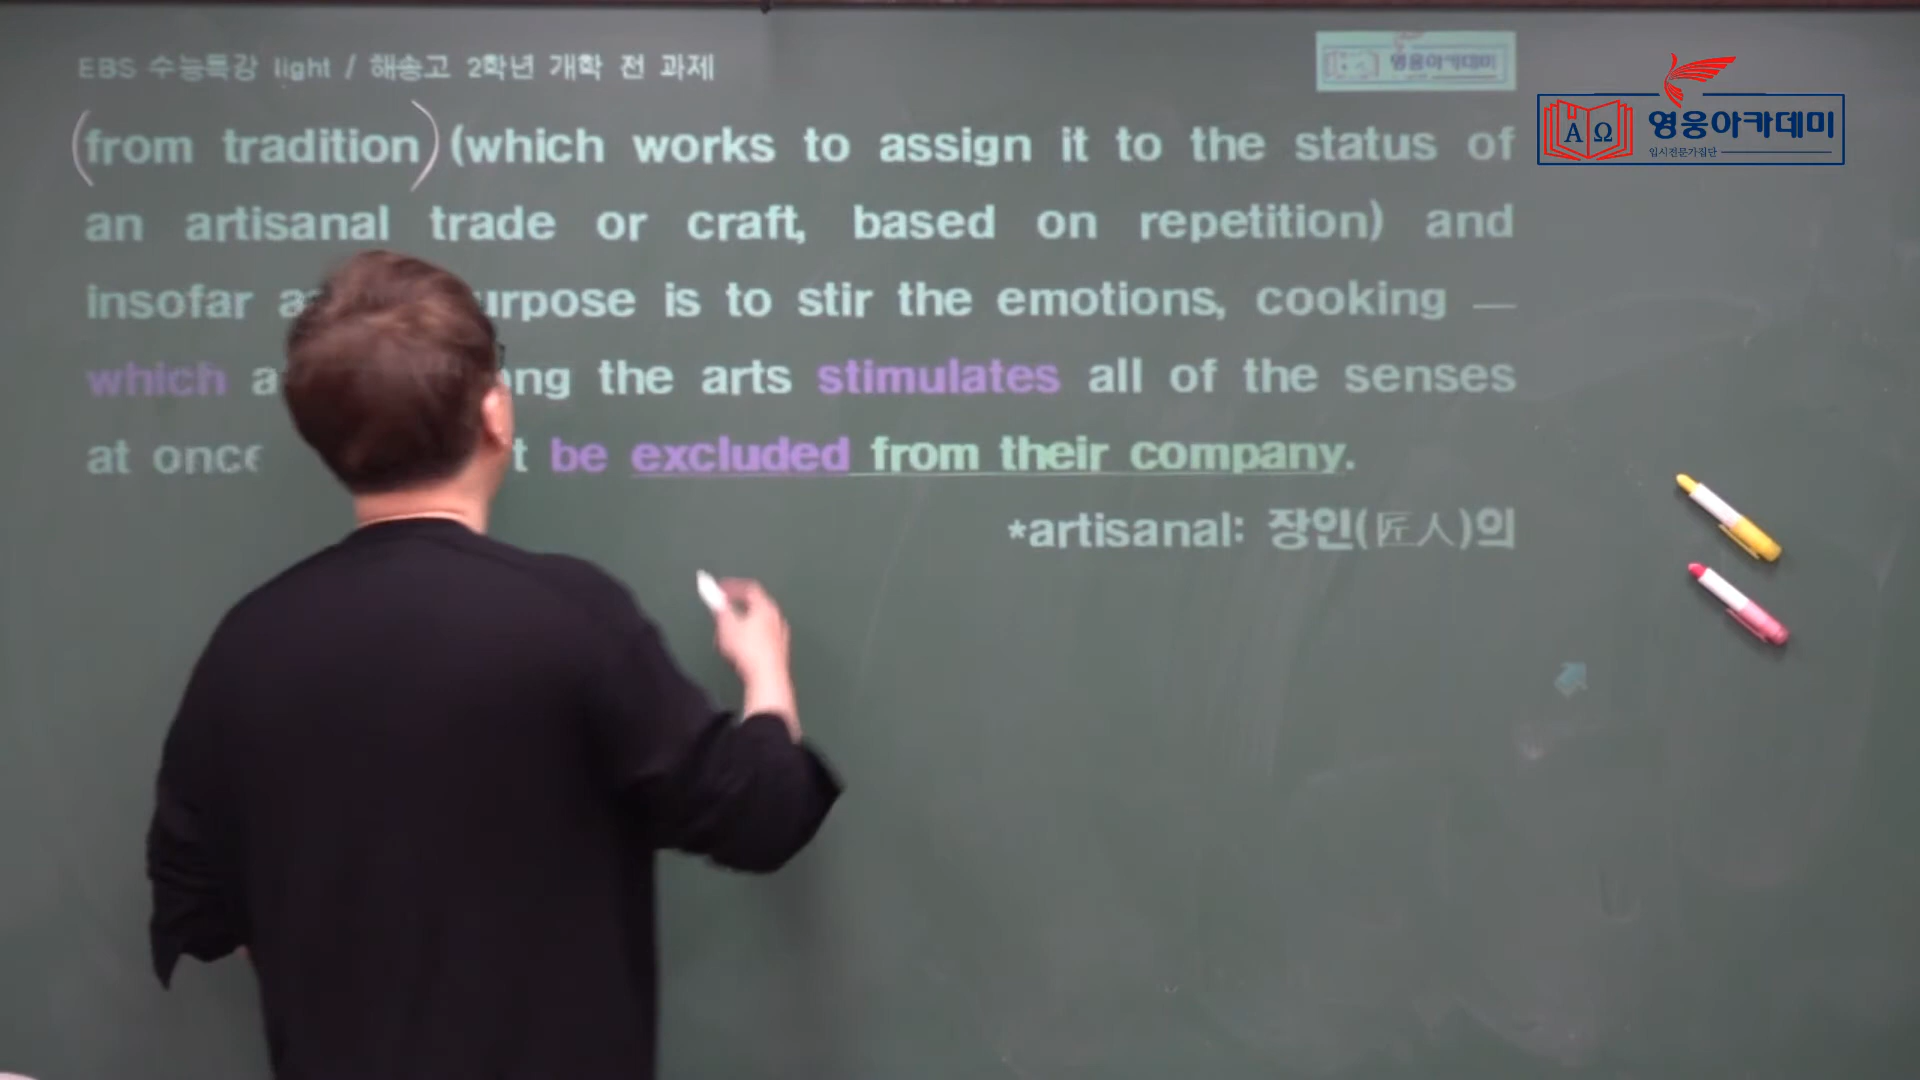 EBS 수능특강 light / 해송고 2학년 개학 전 과제
영웅아카데미
영웅아카데미
A Ω
입시전문가집단
(from tradition) (which works to assign it to the status of
an artisanal trade or craft, based on repetition) and
insofar is to stir the emotions, cooking —
which the arts stimulates all of the senses
at once be excluded from their company.
*artisanal: 장인(匠人)의